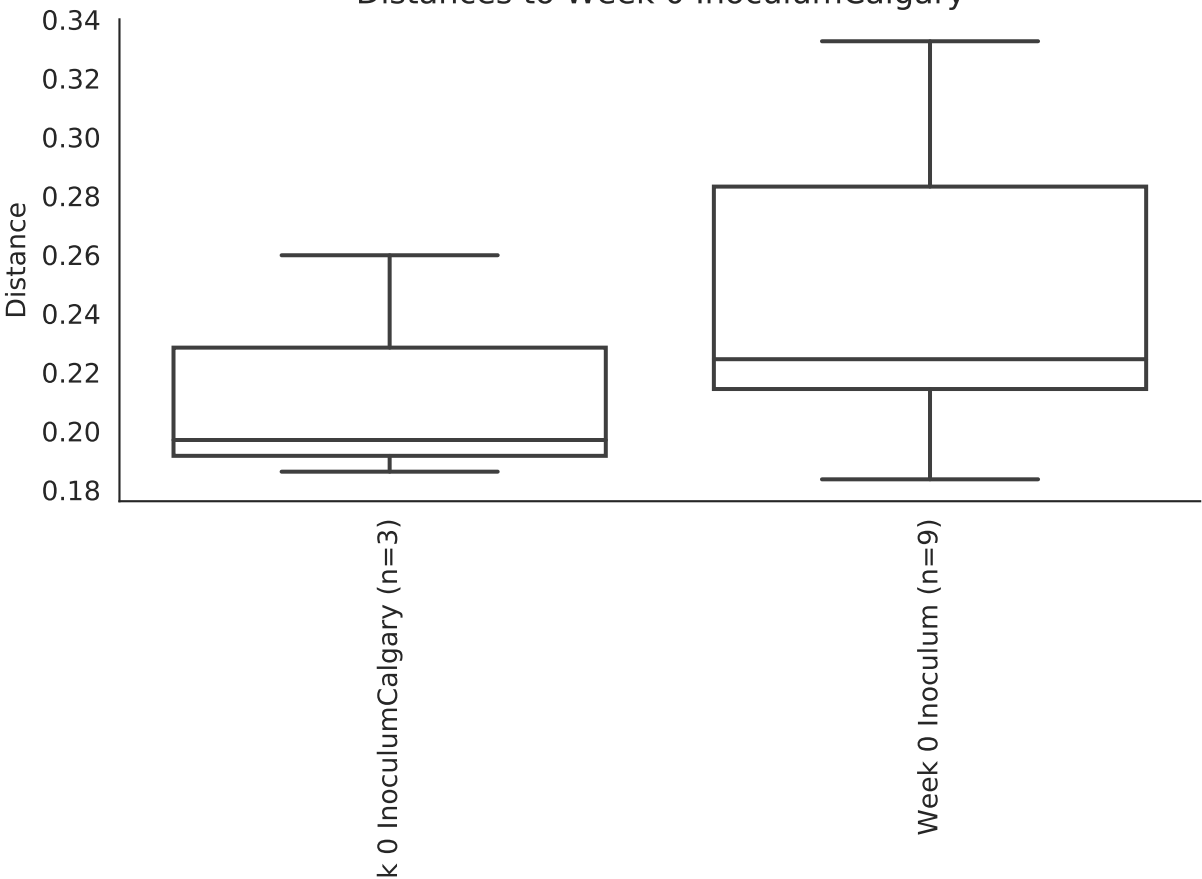 Distances to Week 0 InoculumCalgary
0.34
0.32
0.30
0.28
0.26
0.24
0.22
0.20
0.18
Distance
k 0 InoculumCalgary (n=3)
Week 0 Inoculum (n=9)